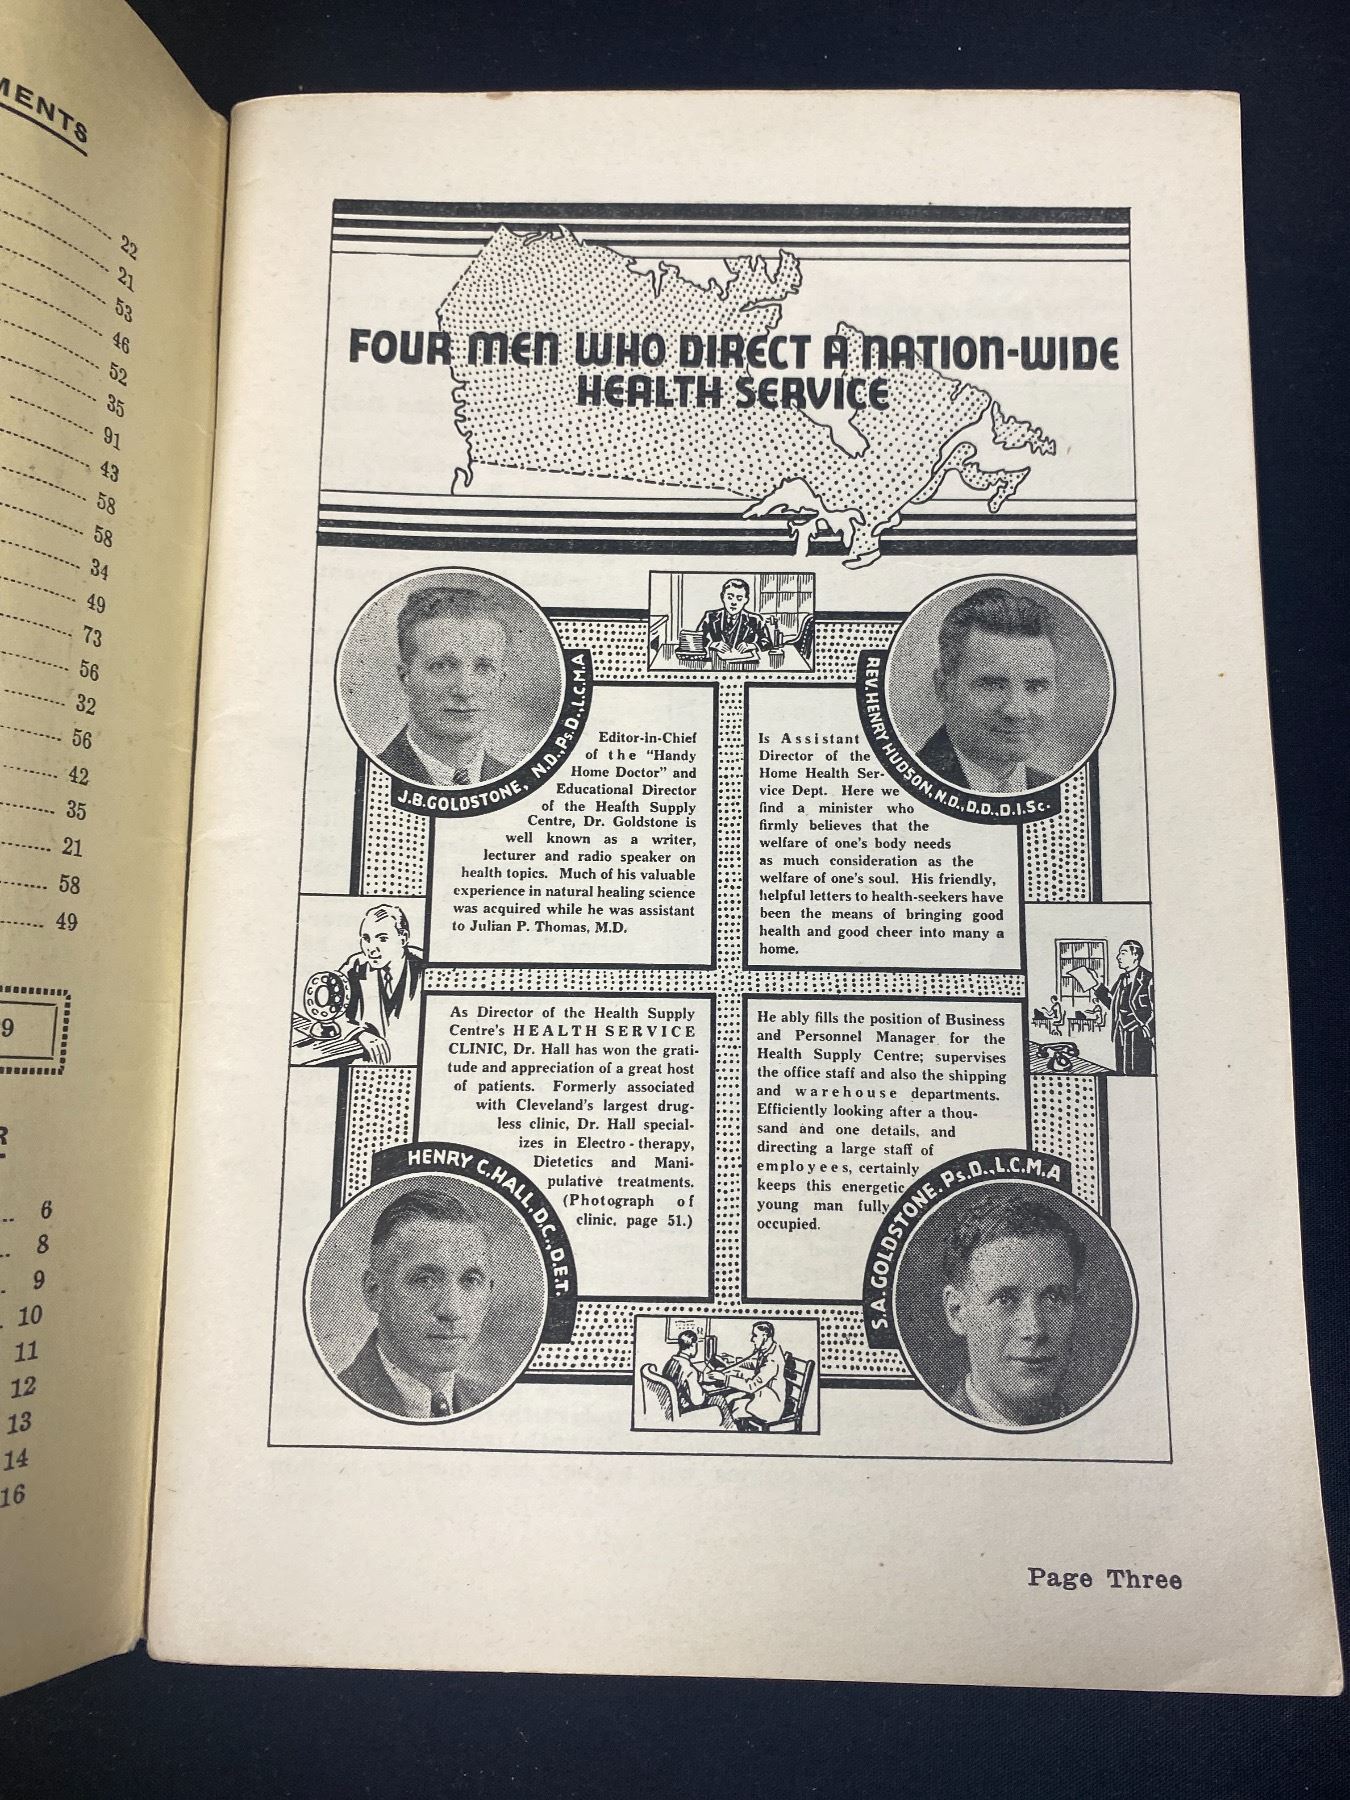 MENTS
22
21
53
46
52
35
91
43
58
58
34
49
73
56
32
56
42
35
21
58
49
9
R
6
8
9
10
11
12
13
14
16
FOUR MEN WHO DIRECT A NATION-WIDE
HEALTH SERVICE
J.B.GOLDSTONE, N.D., Ps.D., L.C.M.A
Editor-in-Chief
of the "Handy
Home Doctor" and
Educational Director
of the Health Supply
Centre, Dr. Goldstone is
well known as a writer,
lecturer and radio speaker on
health topics. Much of his valuable
experience in natural healing science
was acquired while he was assistant
to Julian P. Thomas, M.D.
REV. HENRY HUDSON, N.D., D.D., D.I.Sc.
Is Assistant
Director of the
Home Health Ser-
vice Dept. Here we
find a minister who
firmly believes that the
welfare of one's body needs
as much consideration as the
welfare of one's soul. His friendly,
helpful letters to health-seekers have
been the means of bringing good
health and good cheer into many a
home.
As Director of the Health Supply
Centre's HEALTH SERVICE
CLINIC, Dr. Hall has won the grati-
tude and appreciation of a great host
of patients. Formerly associated
with Cleveland's largest drug-
less clinic, Dr. Hall special-
izes in Electro-therapy,
Dietetics and Mani-
pulative treatments.
(Photograph of
clinic, page 51.)
HENRY C. HALL, D.C., D.E.T.
He ably fills the position of Business
and Personnel Manager for the
Health Supply Centre; supervises
the office staff and also the shipping
and warehouse departments.
Efficiently looking after a thou-
sand and one details, and
directing a large staff of
employees, certainly
keeps this energetic
young man fully
occupied.
S.A. GOLDSTONE. Ps.D., L.C.M.A
Page Three